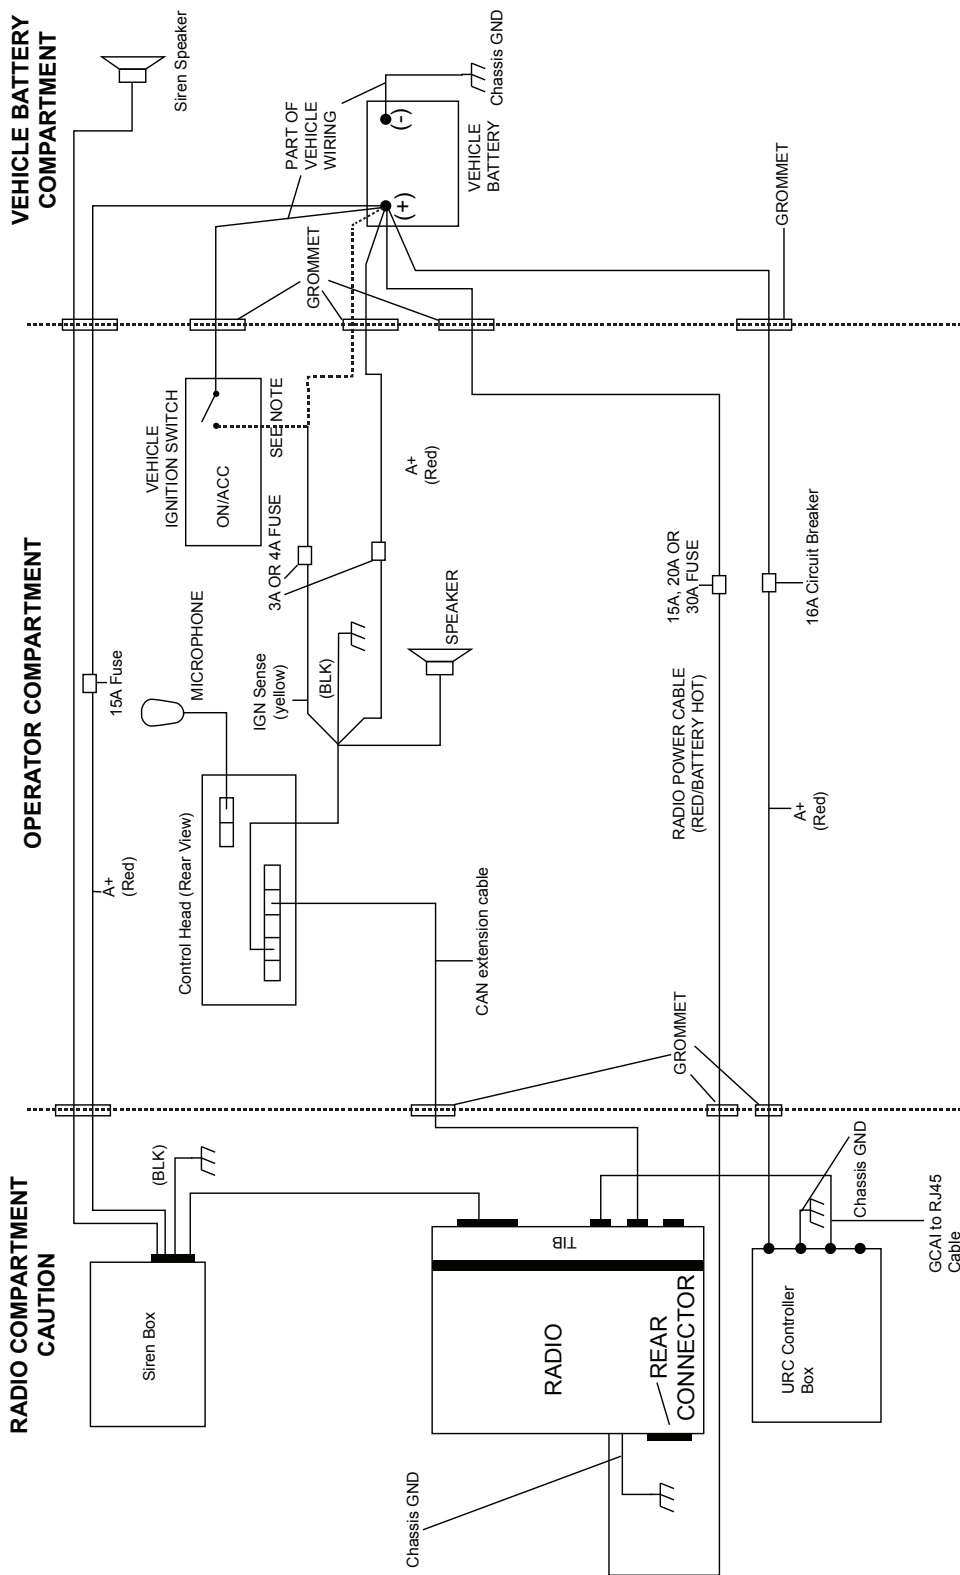 RADIO COMPARTMENT
CAUTION
OPERATOR COMPARTMENT
VEHICLE BATTERY
COMPARTMENT
Siren Box
(BLK)
A+
(Red)
15A Fuse
Siren Speaker
MICROPHONE
Control Head (Rear View)
VEHICLE
IGNITION SWITCH
ON/ACC
SEE NOTE
3A OR 4A FUSE
IGN Sense
(yellow)
(BLK)
SPEAKER
A+
(Red)
GROMMET
PART OF
VEHICLE
WIRING
(+)
(-)
VEHICLE
BATTERY
Chassis GND
Chassis GND
RADIO
TIB
REAR
CONNECTOR
CAN extension cable
GROMMET
RADIO POWER CABLE
(RED/BATTERY HOT)
15A, 20A OR
30A FUSE
16A Circuit Breaker
A+
(Red)
GROMMET
URC Controller
Box
Chassis GND
GCAI to RJ45
Cable